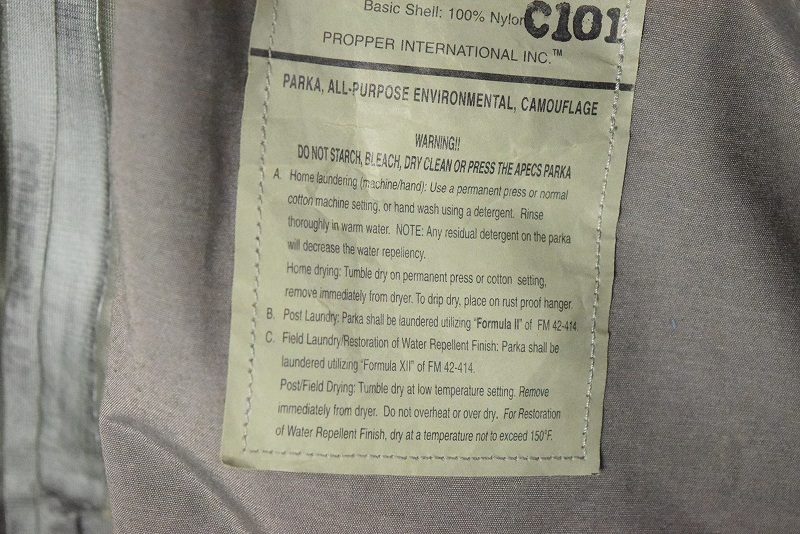 Basic Shell: 100% Nylon
C101
PROPPER INTERNATIONAL INC.™
PARKA, ALL-PURPOSE ENVIRONMENTAL, CAMOUFLAGE
WARNING!!
DO NOT STARCH, BLEACH, DRY CLEAN OR PRESS THE APECS PARKA
A. Home laundering (machine/hand): Use a permanent press or normal
cotton machine setting, or hand wash using a detergent. Rinse
thoroughly in warm water. NOTE: Any residual detergent on the parka
will decrease the water repellency.
Home drying: Tumble dry on permanent press or cotton setting,
remove immediately from dryer. To drip dry, place on rust proof hanger.
B. Post Laundry: Parka shall be laundered utilizing "Formula II" of FM 42-414.
C. Field Laundry/Restoration of Water Repellent Finish: Parka shall be
laundered utilizing "Formula XII" of FM 42-414.
Post/Field Drying: Tumble dry at low temperature setting. Remove
immediately from dryer. Do not overheat or over dry. For Restoration
of Water Repellent Finish, dry at a temperature not to exceed 150°F.